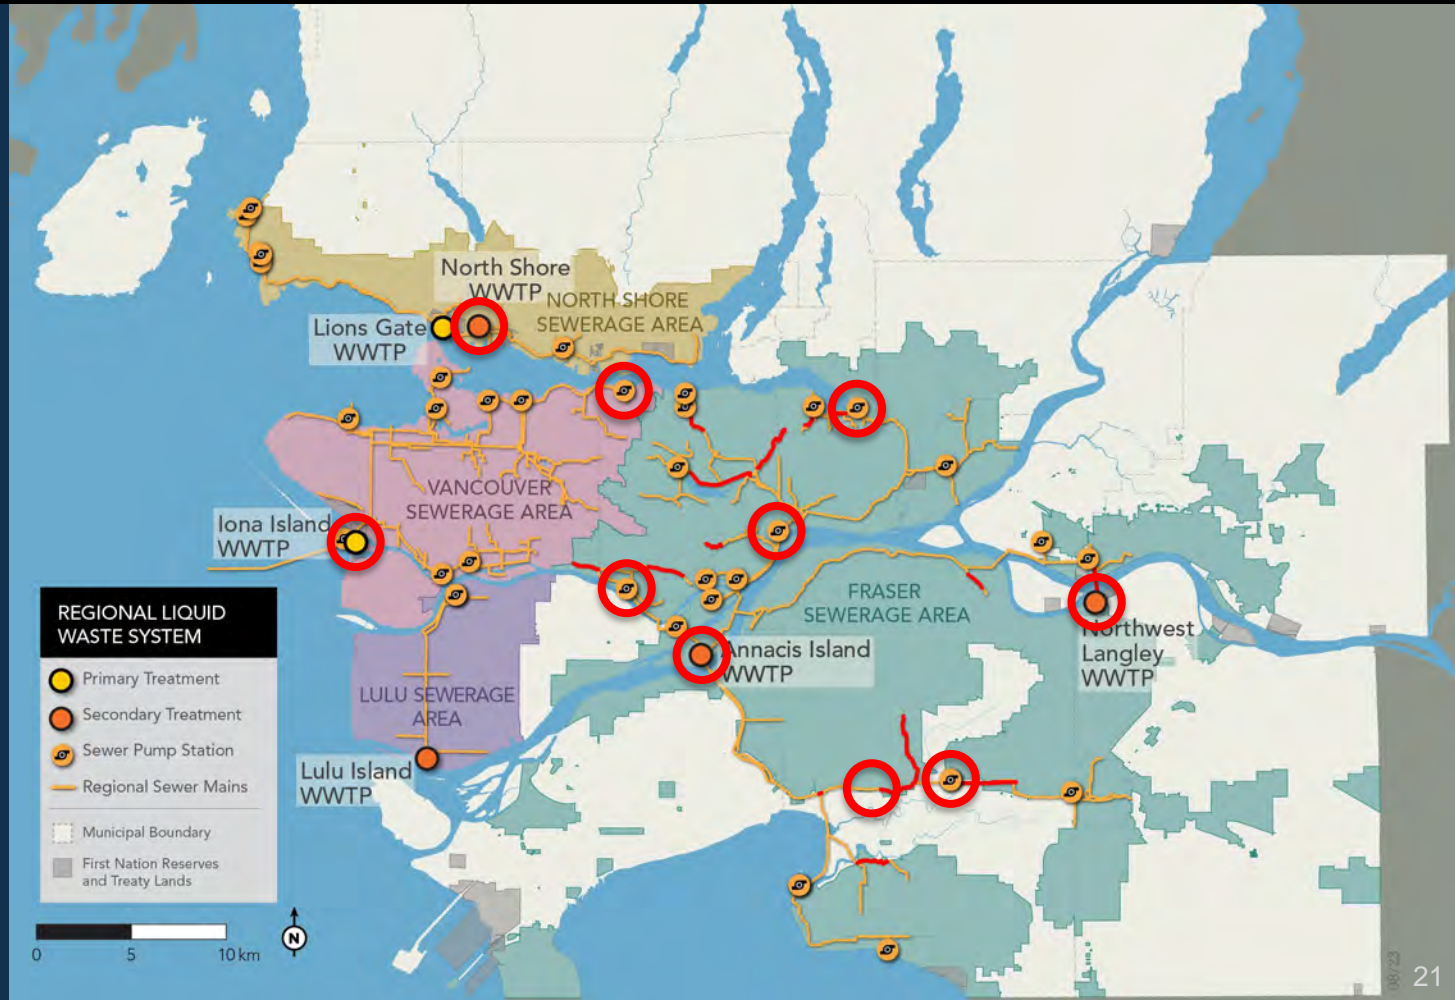 North Shore
WWTP
NORTH SHORE
SEWERAGE AREA
Lions Gate
WWTP
VANCOUVER
SEWERAGE AREA
Iona Island
WWTP
FRASER
SEWERAGE AREA
Northwest
Langley
WWTP
Annacis Island
WWTP
LULU SEWERAGE
AREA
Lulu Island
WWTP
REGIONAL LIQUID
WASTE SYSTEM
Primary Treatment
Secondary Treatment
Sewer Pump Station
Regional Sewer Mains
Municipal Boundary
First Nation Reserves
and Treaty Lands
0 5 10 km
N
08/23
21